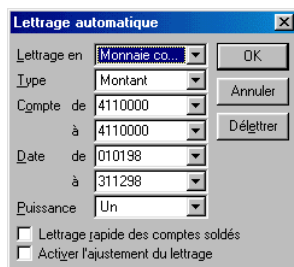 Lettrage automatique
Lettrage en Monnaie co... OK
Type Montant
Annuler
Compte de 4110000
à 4110000 Délettrer
Date de 010198
à 311298
Puissance Un
Lettrage rapide des comptes soldés
Activer l'ajustement du lettrage